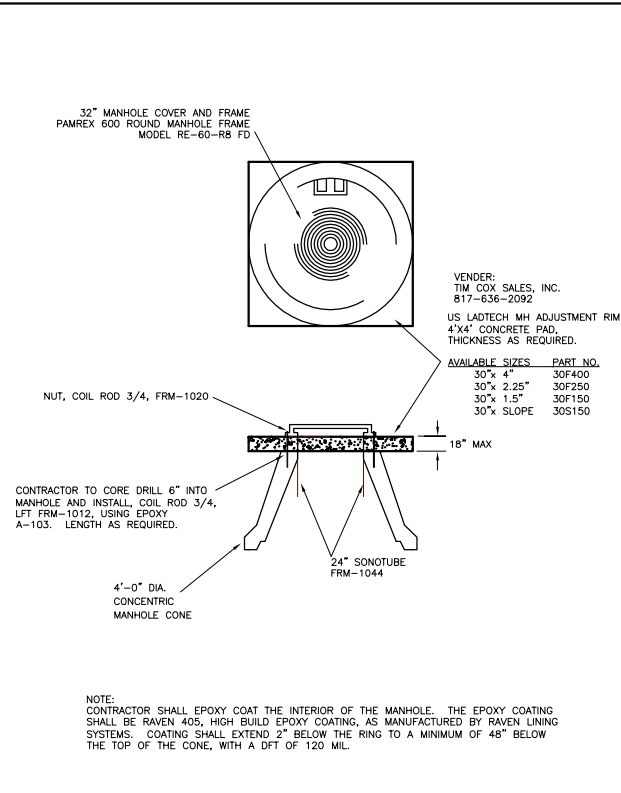 32" MANHOLE COVER AND FRAME
PAMREX 600 ROUND MANHOLE FRAME
MODEL RE-60-R8 FD
VENDER:
TIM COX SALES, INC.
817-636-2092
US LADTECH MH ADJUSTMENT RIM
4'X4' CONCRETE PAD,
THICKNESS AS REQUIRED.
AVAILABLE SIZES PART NO.
30"x 4" 30F400
30"x 2.25" 30F250
30"x 1.5" 30F150
30"x SLOPE 30S150
NUT, COIL ROD 3/4, FRM-1020
18" MAX
CONTRACTOR TO CORE DRILL 6" INTO
MANHOLE AND INSTALL, COIL ROD 3/4,
LFT FRM-1012, USING EPOXY
A-103. LENGTH AS REQUIRED.
24" SONOTUBE
FRM-1044
4'-0" DIA.
CONCENTRIC
MANHOLE CONE
NOTE:
CONTRACTOR SHALL EPOXY COAT THE INTERIOR OF THE MANHOLE. THE EPOXY COATING
SHALL BE RAVEN 405, HIGH BUILD EPOXY COATING, AS MANUFACTURED BY RAVEN LINING
SYSTEMS. COATING SHALL EXTEND 2" BELOW THE RING TO A MINIMUM OF 48" BELOW
THE TOP OF THE CONE, WITH A DFT OF 120 MIL.